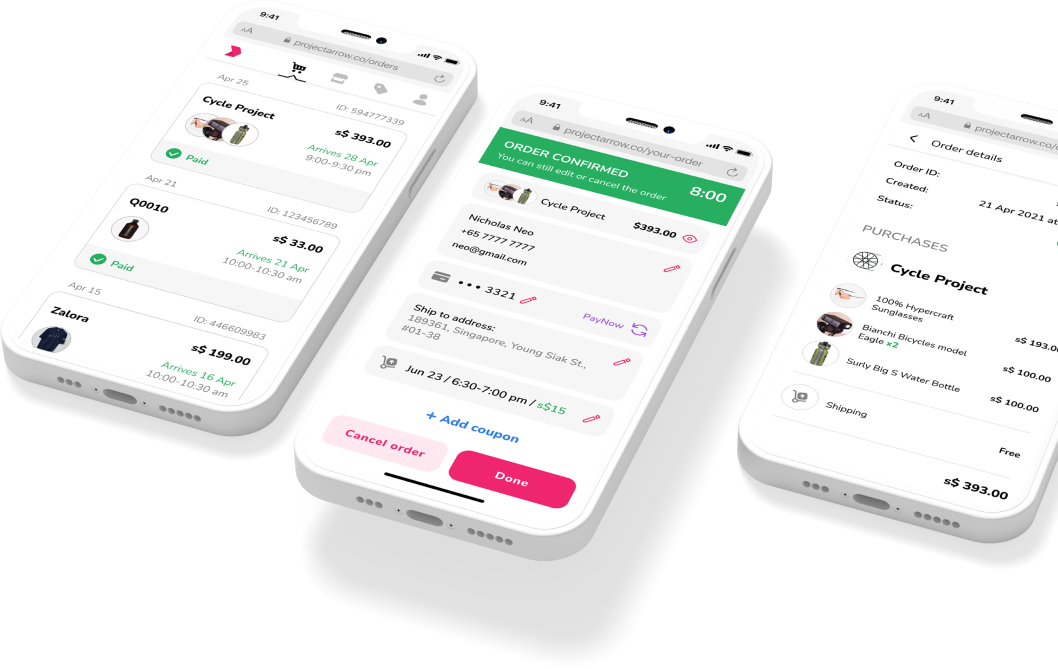 9:41
AA
projectarrow.co/orders
Apr 25
ID: 594777339
Cycle Project
s$ 393.00
Arrives 28 Apr
9:00-9:30 pm
Paid
Apr 21
ID: 123456789
Q0010
s$ 33.00
Arrives 21 Apr
10:00-10:30 am
Paid
Apr 15
ID: 446609983
Zalora
s$ 199.00
Arrives 16 Apr
10:00-10:30 am
9:41
AA
projectarrow.co/your-order
ORDER CONFIRMED
You can still edit or cancel the order
8:00
Cycle Project
$393.00
Nicholas Neo
+65 7777 7777
neo@gmail.com
••• 3321
PayNow
Ship to address:
189361, Singapore, Young Siak St.,
#01-38
Jun 23 / 6:30-7:00 pm / s$15
+ Add coupon
Cancel order
Done
9:41
AA
projectarrow.co/
Order details
Order ID:
Created:
Status:
21 Apr 2021 at
PURCHASES
Cycle Project
100% Hypercraft
Sunglasses
s$ 193.00
Bianchi Bicycles model
Eagle x2
s$ 100.00
Surly Big S Water Bottle
s$ 100.00
Shipping
Free
s$ 393.00